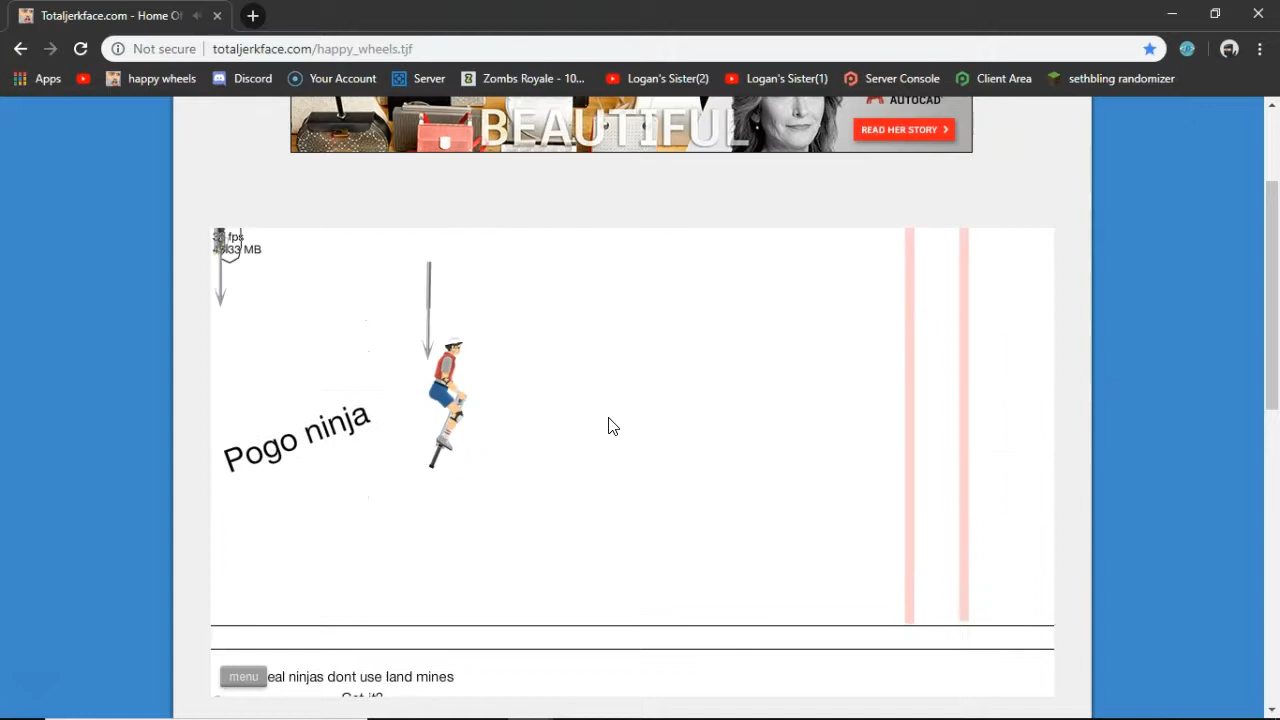 Totaljerkface.com - Home Of
Not secure totaljerkface.com/happy_wheels.tjf
Apps happy wheels Discord Your Account Server Zombs Royale - 10... Logan's Sister(2) Logan's Sister(1) Server Console Client Area sethbling randomizer
AUTOCAD
BEAUTIFUL
READ HER STORY
fps
MB
Pogo ninja
menu eal ninjas dont use land mines
Get it?